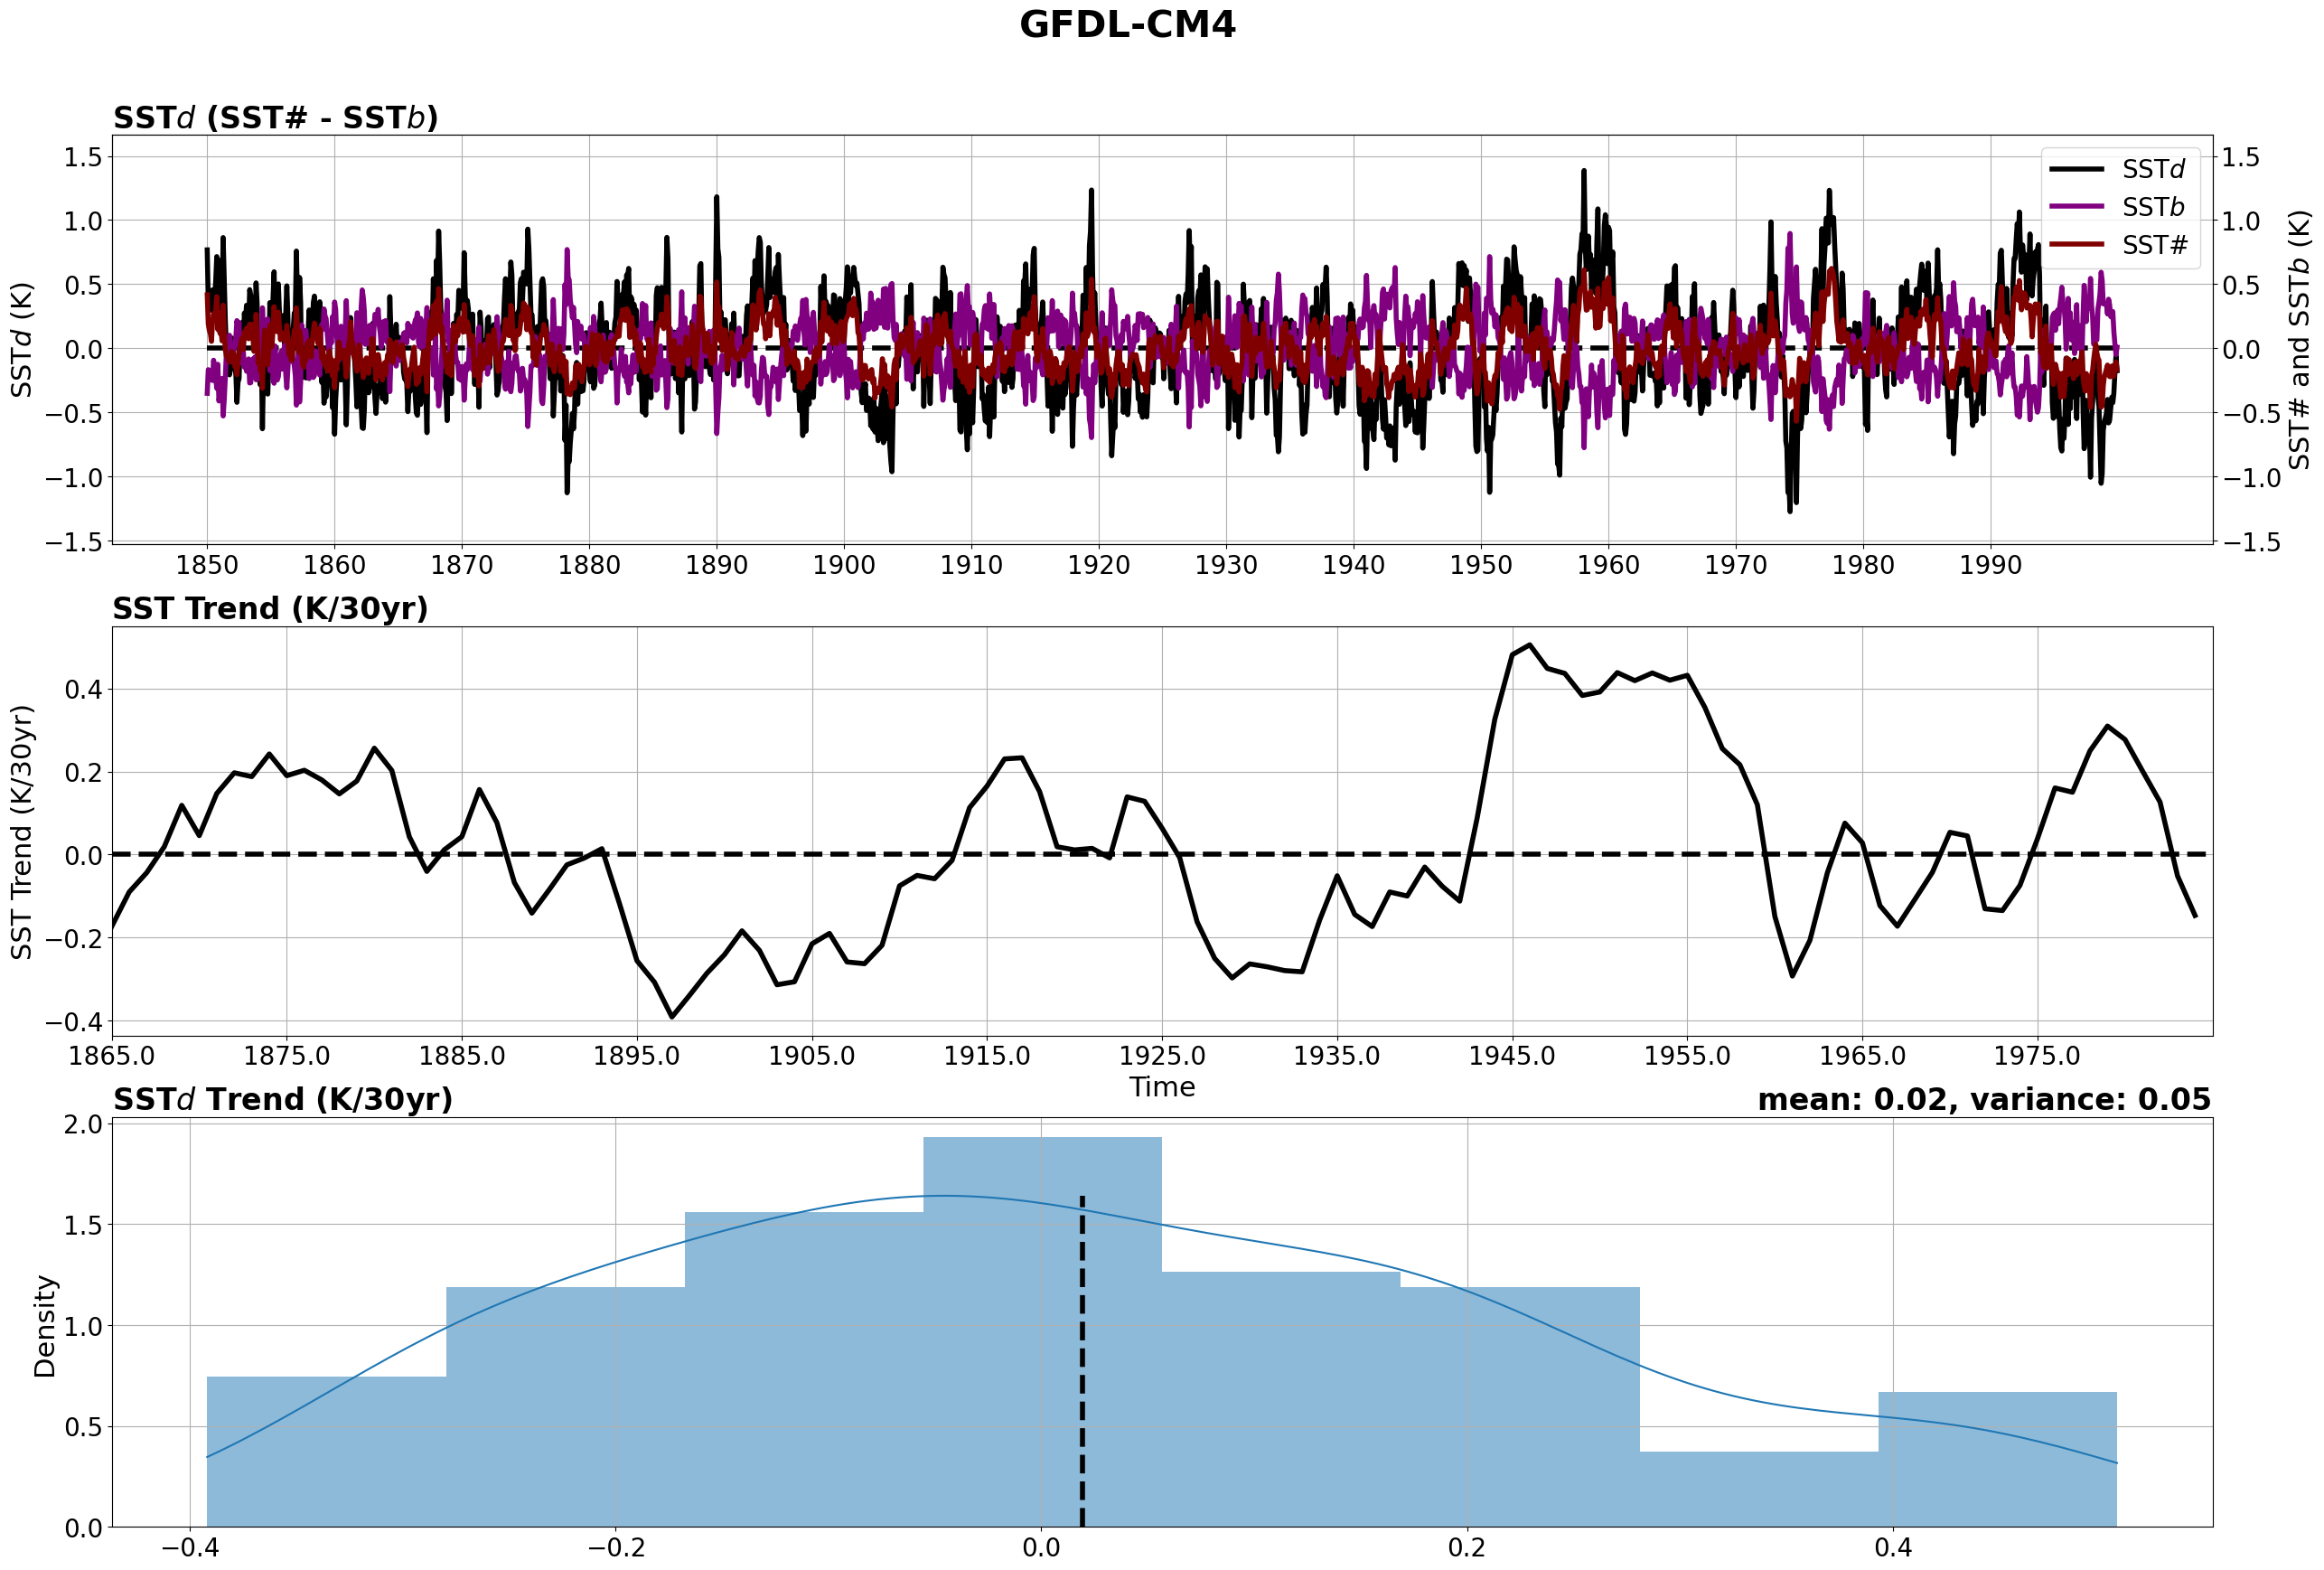 GFDL-CM4
SSTd (SST# - SSTb)
SSTd (K)
1.5
1.0
0.5
0.0
−0.5
−1.0
−1.5
SSTd
SSTb
SST#
1.5
1.0
0.5
0.0
−0.5
−1.0
−1.5
SST# and SSTb (K)
1850 1860 1870 1880 1890 1900 1910 1920 1930 1940 1950 1960 1970 1980 1990
SST Trend (K/30yr)
SST Trend (K/30yr)
0.4
0.2
0.0
−0.2
−0.4
1865.0 1875.0 1885.0 1895.0 1905.0 1915.0 1925.0 1935.0 1945.0 1955.0 1965.0 1975.0
Time
SSTd Trend (K/30yr) mean: 0.02, variance: 0.05
Density
2.0
1.5
1.0
0.5
0.0
−0.4 −0.2 0.0 0.2 0.4